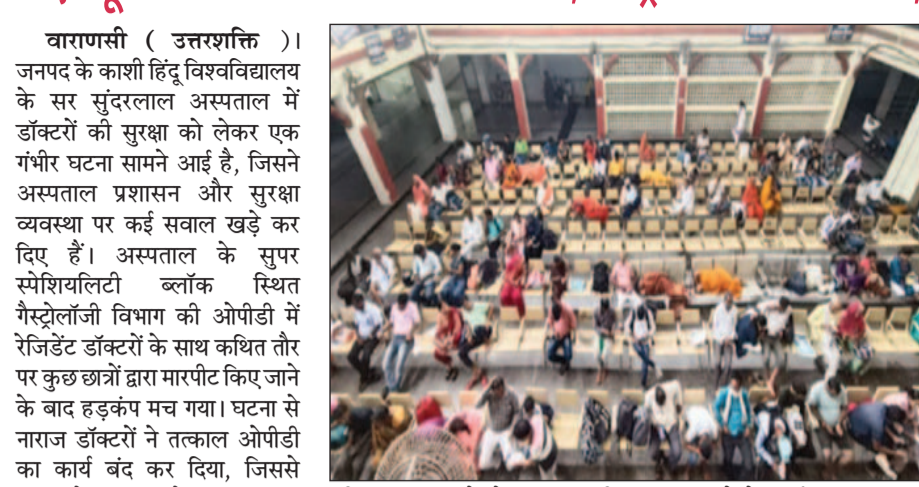 वाराणसी ( उत्तरशक्ति )।
जनपद के काशी हिंदू विश्वविद्यालय
के सर सुंदरलाल अस्पताल में
डॉक्टरों की सुरक्षा को लेकर एक
गंभीर घटना सामने आई है, जिसने
अस्पताल प्रशासन और सुरक्षा
व्यवस्था पर कई सवाल खड़े कर
दिए हैं। अस्पताल के सुपर
स्पेशियलिटी ब्लॉक स्थित
गैस्ट्रोलॉजी विभाग की ओपीडी में
रेजिडेंट डॉक्टरों के साथ कथित तौर
पर कुछ छात्रों द्वारा मारपीट किए जाने
के बाद हड़कंप मच गया। घटना से
नाराज डॉक्टरों ने तत्काल ओपीडी
का कार्य बंद कर दिया, जिससे